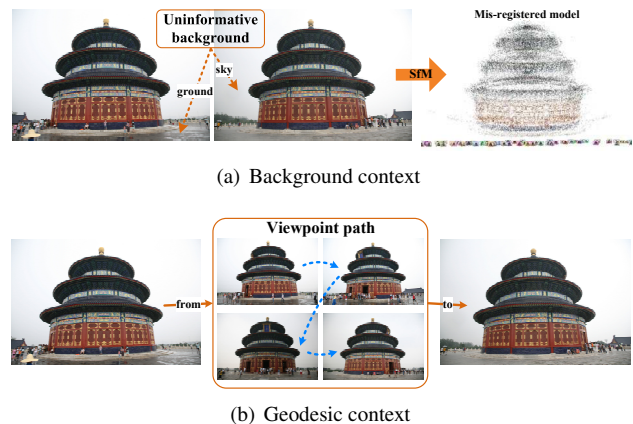 Uninformative
background
Mis-registered model
sky
SfM
ground
(a) Background context
Viewpoint path
from
to
(b) Geodesic context